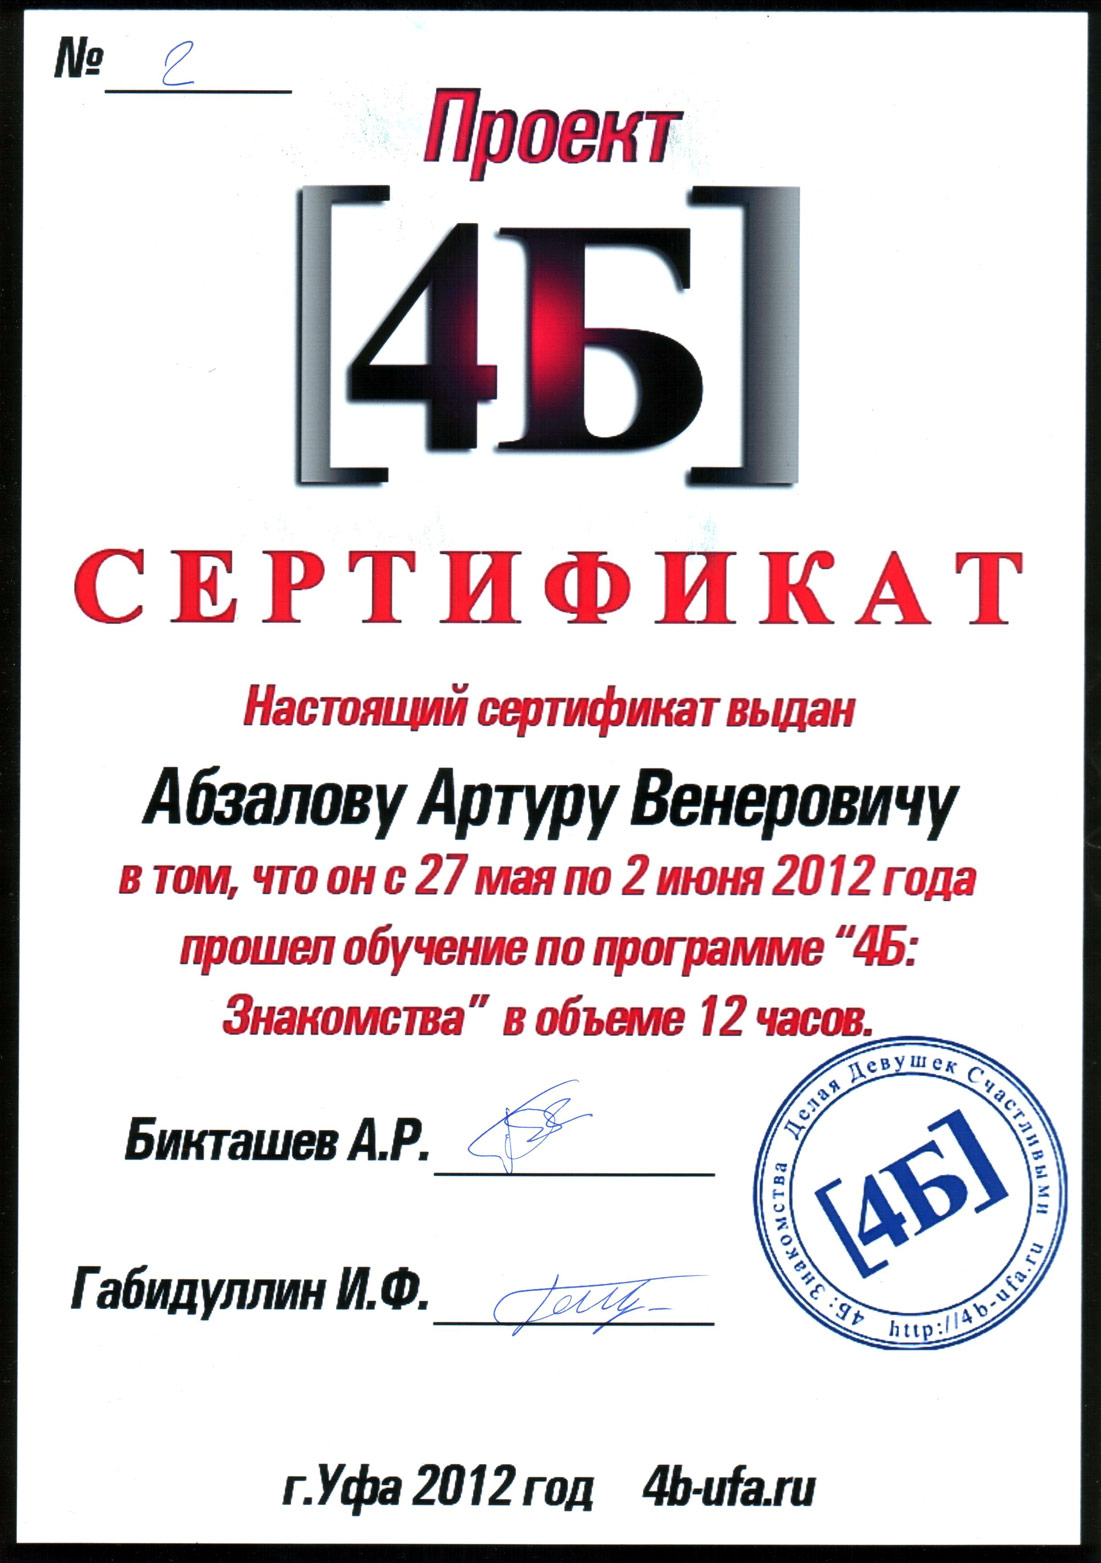 № 2
Проект
[4Б]
СЕРТИФИКАТ
Настоящий сертификат выдан
Абзалову Артуру Венеровичу
в том, что он с 27 мая по 2 июня 2012 года
прошел обучение по программе “4Б:
Знакомства” в объеме 12 часов.
Бикташев А.Р.
Габидуллин И.Ф.
4Б: Знакомства Делая Девушек Счастливыми http://4b-ufa.ru
[4Б]
г.Уфа 2012 год 4b-ufa.ru